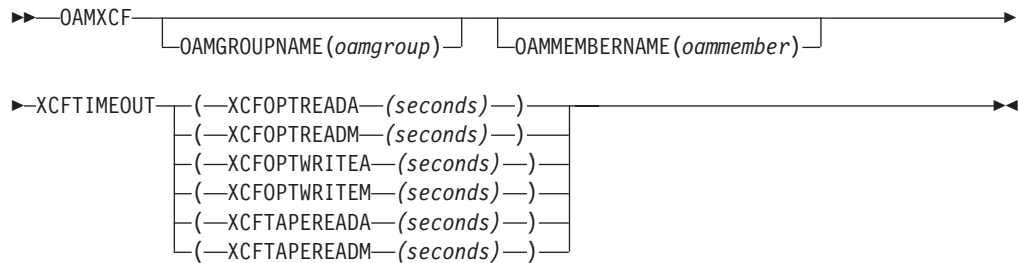 OAMXCF
OAMGROUPNAME(oamgroup) OAMMEMBERNAME(oammember)
XCFTIMEOUT ( XCFOPTREADA (seconds) )
( XCFOPTREADM (seconds) )
( XCFOPTWRITEA (seconds) )
( XCFOPTWRITEM (seconds) )
( XCFTAPEREADA (seconds) )
( XCFTAPEREADM (seconds) )